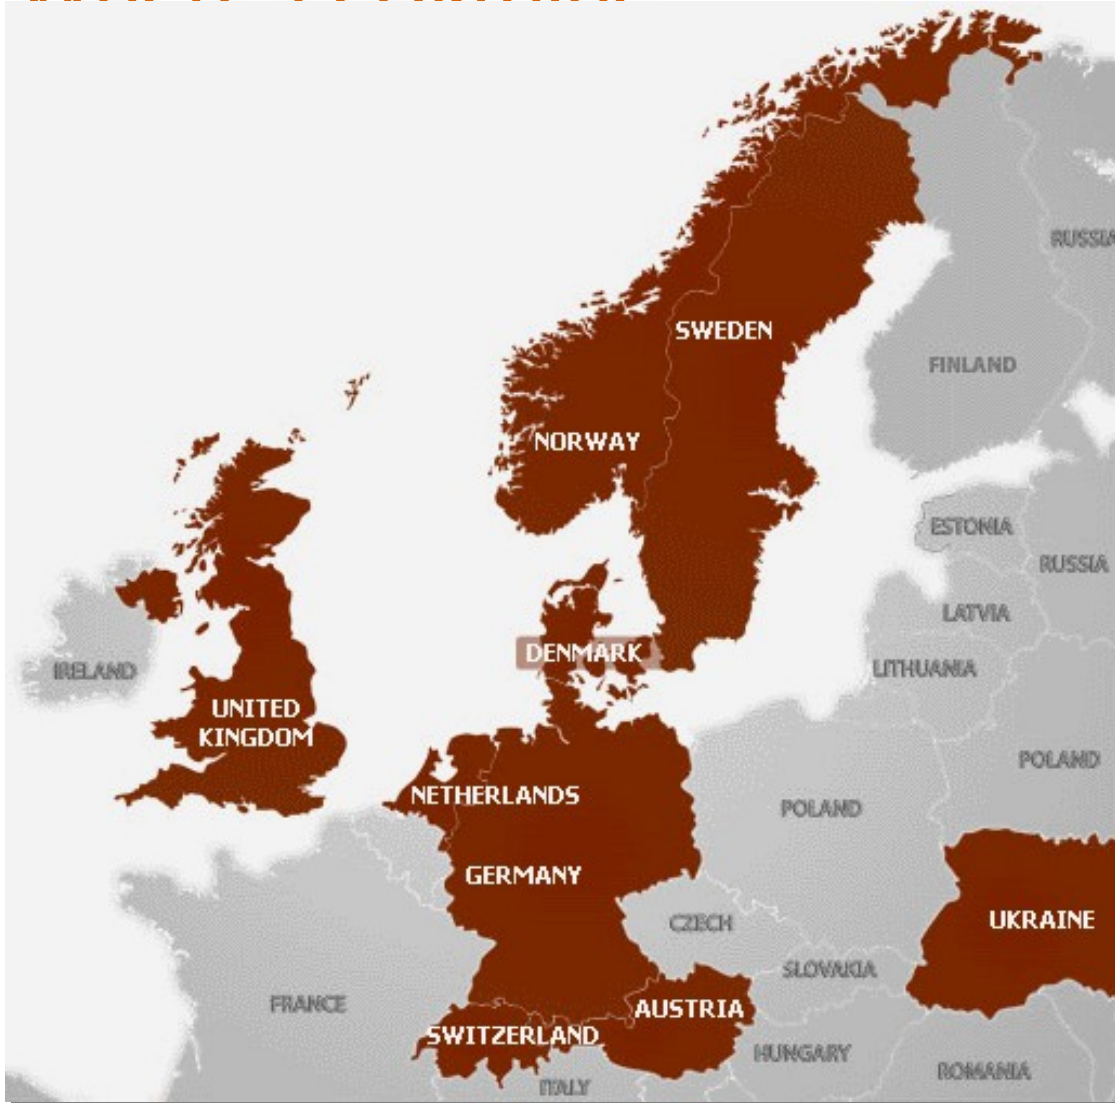 RUSSIA
SWEDEN
FINLAND
NORWAY
ESTONIA
RUSSIA
LATVIA
DENMARK
IRELAND
LITHUANIA
UNITED
KINGDOM
POLAND
NETHERLANDS
POLAND
GERMANY
UKRAINE
CZECH
SLOVAKIA
FRANCE
AUSTRIA
SWITZERLAND
HUNGARY
ROMANIA
ITALY